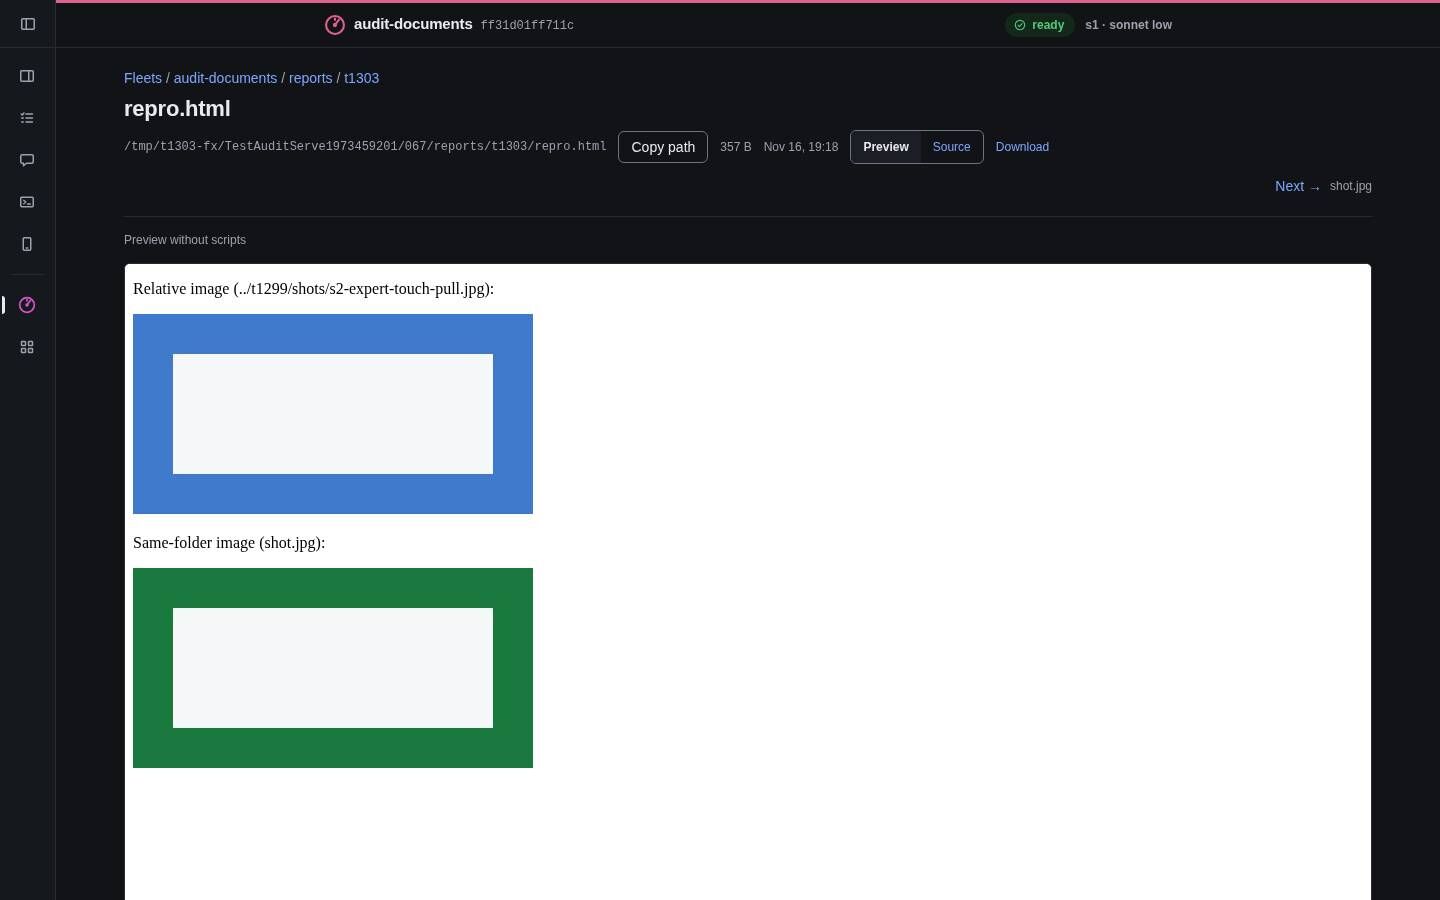 audit-documents ff31d01ff711c
ready s1 · sonnet low
Fleets / audit-documents / reports / t1303
repro.html
/tmp/t1303-fx/TestAuditServe1973459201/067/reports/t1303/repro.html Copy path 357 B Nov 16, 19:18 Preview Source Download
Next → shot.jpg
Preview without scripts
Relative image (../t1299/shots/s2-expert-touch-pull.jpg):
Same-folder image (shot.jpg):